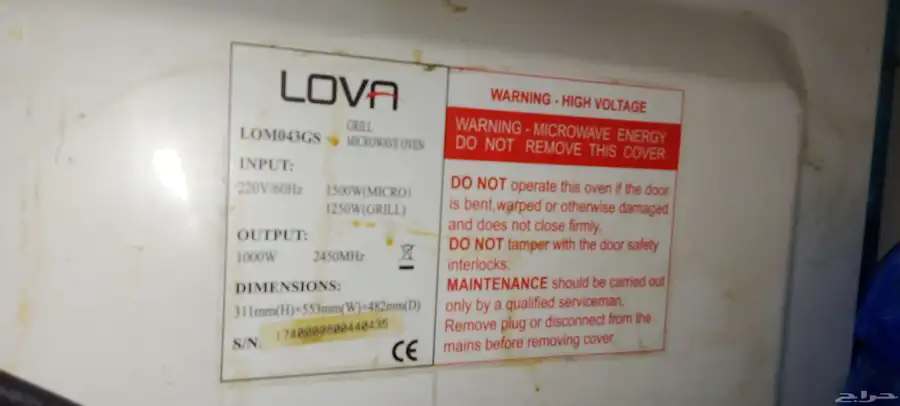 LOVA
GRILL
LOM043GS MICROWAVE OVEN
INPUT:
220V/60Hz 1500W(MICRO)
1250W(GRILL)
OUTPUT:
1000W 2450MHz
DIMENSIONS:
311mm(H)*553mm(W)*482mm(D)
S/N:
CE
WARNING - HIGH VOLTAGE
WARNING - MICROWAVE ENERGY
DO NOT REMOVE THIS COVER
DO NOT operate this oven if the door
is bent,warped or otherwise damaged
and does not close firmly.
DO NOT tamper with the door safety
interlocks.
MAINTENANCE should be carried out
only by a qualified serviceman.
Remove plug or disconnect from the
mains before removing cover.
حراج